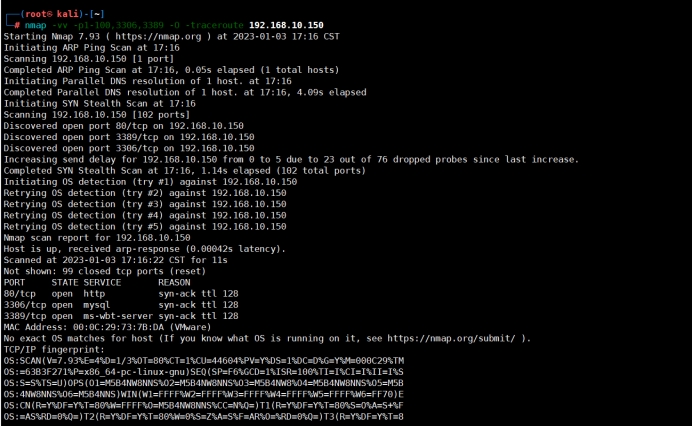 (root㉿kali)-[~]
# nmap -vv -p1-100,3306,3389 -O -traceroute 192.168.10.150
Starting Nmap 7.93 ( https://nmap.org ) at 2023-01-03 17:16 CST
Initiating ARP Ping Scan at 17:16
Scanning 192.168.10.150 [1 port]
Completed ARP Ping Scan at 17:16, 0.05s elapsed (1 total hosts)
Initiating Parallel DNS resolution of 1 host. at 17:16
Completed Parallel DNS resolution of 1 host. at 17:16, 4.09s elapsed
Initiating SYN Stealth Scan at 17:16
Scanning 192.168.10.150 [102 ports]
Discovered open port 80/tcp on 192.168.10.150
Discovered open port 3389/tcp on 192.168.10.150
Discovered open port 3306/tcp on 192.168.10.150
Increasing send delay for 192.168.10.150 from 0 to 5 due to 23 out of 76 dropped probes since last increase.
Completed SYN Stealth Scan at 17:16, 1.14s elapsed (102 total ports)
Initiating OS detection (try #1) against 192.168.10.150
Retrying OS detection (try #2) against 192.168.10.150
Retrying OS detection (try #3) against 192.168.10.150
Retrying OS detection (try #4) against 192.168.10.150
Retrying OS detection (try #5) against 192.168.10.150
Nmap scan report for 192.168.10.150
Host is up, received arp-response (0.00042s latency).
Scanned at 2023-01-03 17:16:22 CST for 11s
Not shown: 99 closed tcp ports (reset)
PORT STATE SERVICE REASON
80/tcp open http syn-ack ttl 128
3306/tcp open mysql syn-ack ttl 128
3389/tcp open ms-wbt-server syn-ack ttl 128
MAC Address: 00:0C:29:73:7B:DA (VMware)
No exact OS matches for host (If you know what OS is running on it, see https://nmap.org/submit/ ).
TCP/IP fingerprint:
OS:SCAN(V=7.93%E=4%D=1/3%OT=80%CT=1%CU=44604%PV=Y%DS=1%DC=D%G=Y%M=000C29%TM
OS:=63B3F271%P=x86_64-pc-linux-gnu)SEQ(SP=F6%GCD=1%ISR=100%TI=I%CI=I%II=I%S
OS:S=S%TS=U)OPS(O1=M5B4NW8NNS%O2=M5B4NW8NNS%O3=M5B4NW8%O4=M5B4NW8NNS%O5=M5B
OS:4NW8NNS%O6=M5B4NNS)WIN(W1=FFFF%W2=FFFF%W3=FFFF%W4=FFFF%W5=FFFF%W6=FF70)E
OS:CN(R=Y%DF=Y%T=80%W=FFFF%O=M5B4NW8NNS%CC=N%Q=)T1(R=Y%DF=Y%T=80%S=O%A=S+%F
OS:=AS%RD=0%Q=)T2(R=Y%DF=Y%T=80%W=0%S=Z%A=S%F=AR%O=%RD=0%Q=)T3(R=Y%DF=Y%T=8